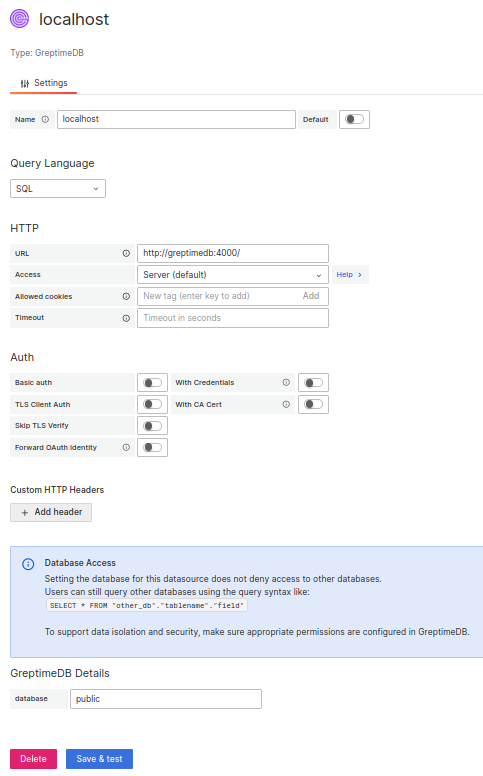 localhost
Type: GreptimeDB
Settings
Name localhost Default
Query Language
SQL
HTTP
URL http://greptimedb:4000/
Access Server (default) Help >
Allowed cookies New tag (enter key to add) Add
Timeout Timeout in seconds
Auth
Basic auth With Credentials
TLS Client Auth With CA Cert
Skip TLS Verify
Forward OAuth Identity
Custom HTTP Headers
+ Add header
Database Access
Setting the database for this datasource does not deny access to other databases.
Users can still query other databases using the query syntax like:
SELECT * FROM "other_db"."tablename"."field"
To support data isolation and security, make sure appropriate permissions are configured in GreptimeDB.
GreptimeDB Details
database public
Delete Save & test